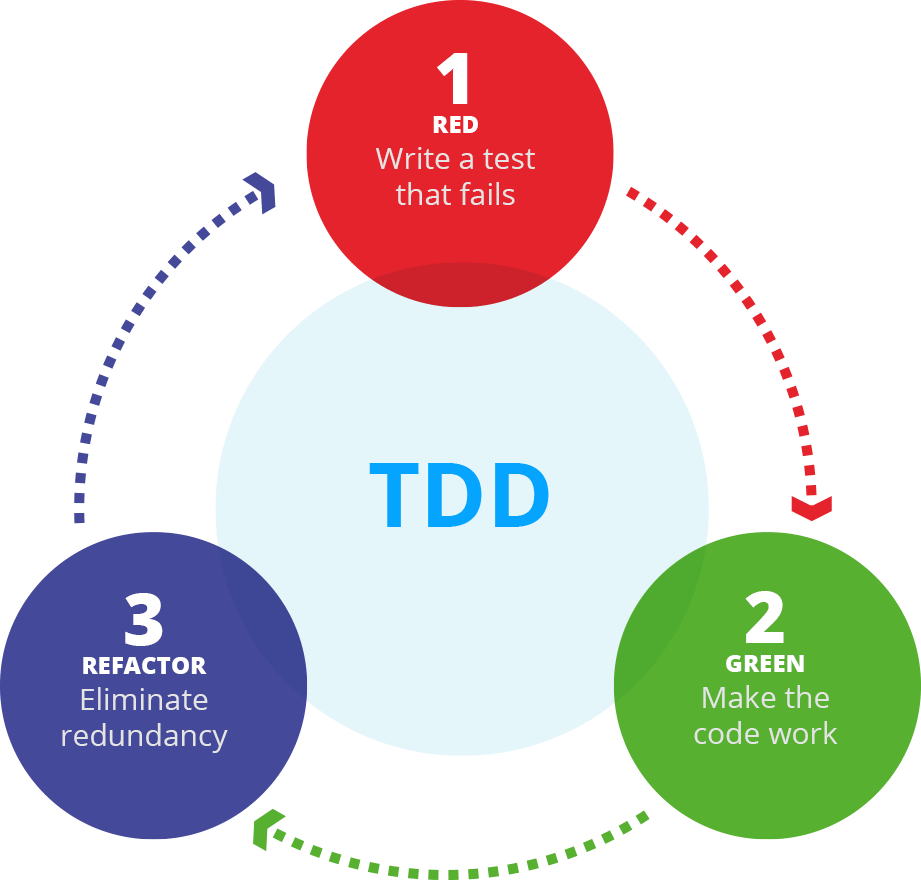 1
RED
Write a test
that fails
TDD
2
GREEN
Make the
code work
3
REFACTOR
Eliminate
redundancy